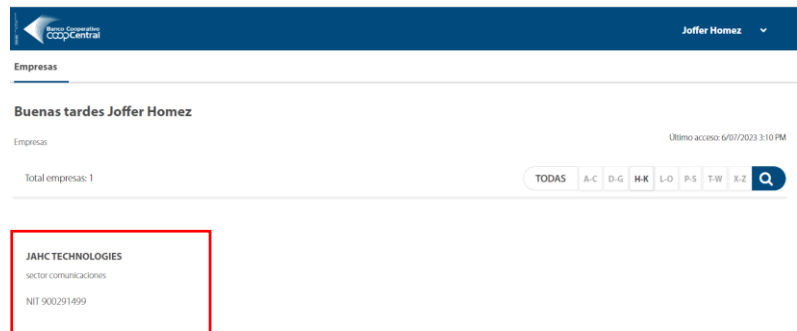 Banco Cooperativo
COOPCentral
Joffer Homez
Empresas
Buenas tardes Joffer Homez
Último acceso: 6/07/2023 3:10 PM
Empresas
Total empresas: 1
TODAS A-C D-G H-K L-O P-S T-W X-Z
JAHC TECHNOLOGIES
sector comunicaciones
NIT 900291499